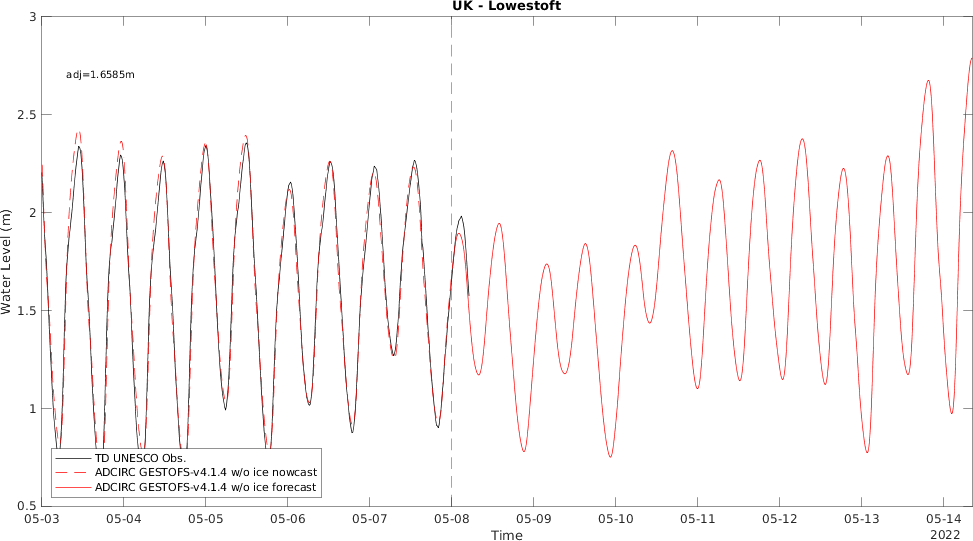 UK - Lowestoft
3
adj=1.6585m
2.5
2
Water Level (m)
1.5
1
TD UNESCO Obs.
ADCIRC GESTOFS-v4.1.4 w/o ice nowcast
ADCIRC GESTOFS-v4.1.4 w/o ice forecast
0.5
05-03 05-04 05-05 05-06 05-07 05-08 05-09 05-10 05-11 05-12 05-13 05-14
Time
2022